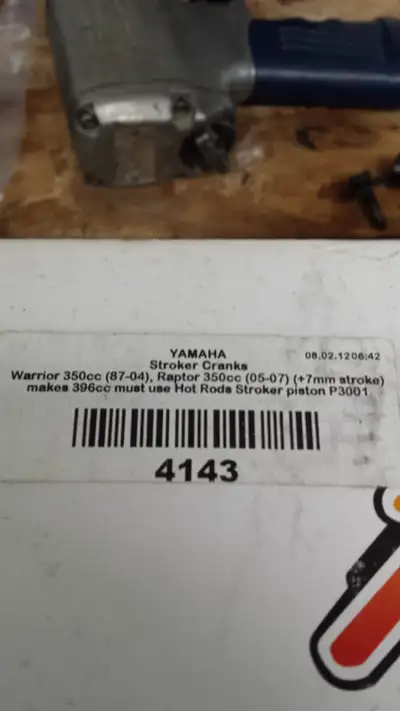 YAMAHA 08.02.1206:42
Stroker Cranks
Warrior 350cc (87-04), Raptor 350cc (05-07) (+7mm stroke)
makes 396cc must use Hot Rods Stroker piston P3001
4143